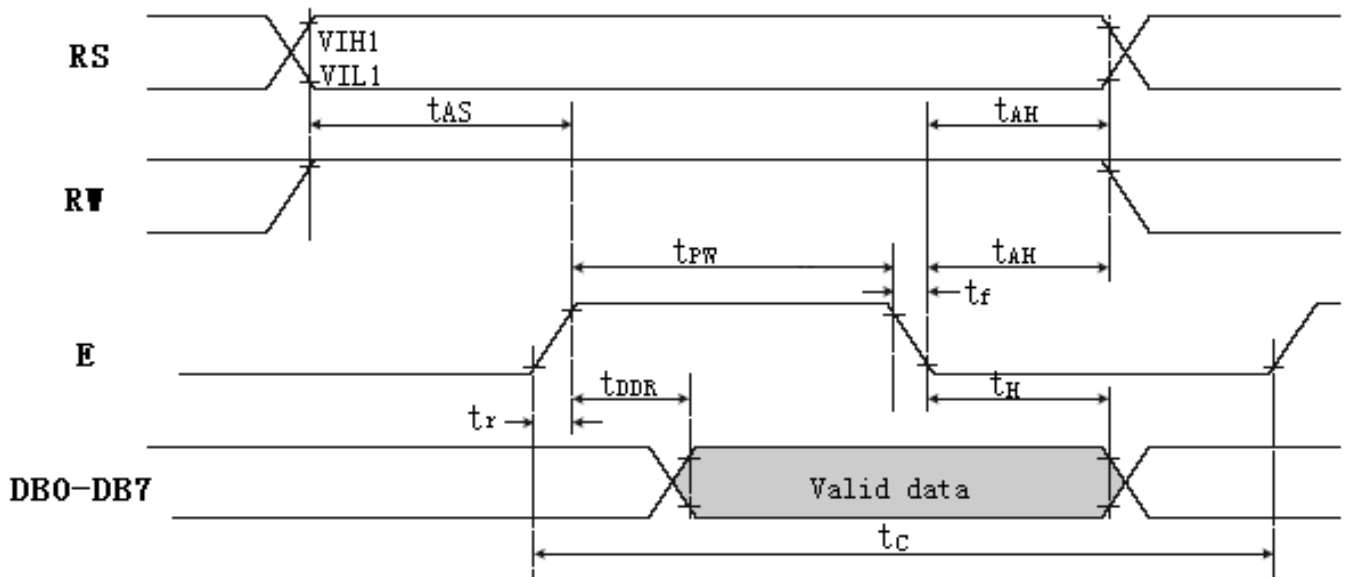 RS
VIH1
VIL1
tAS
tAH
RW
tPW
tAH
tf
E
tDDR
tH
tr
DB0-DB7
Valid data
tC